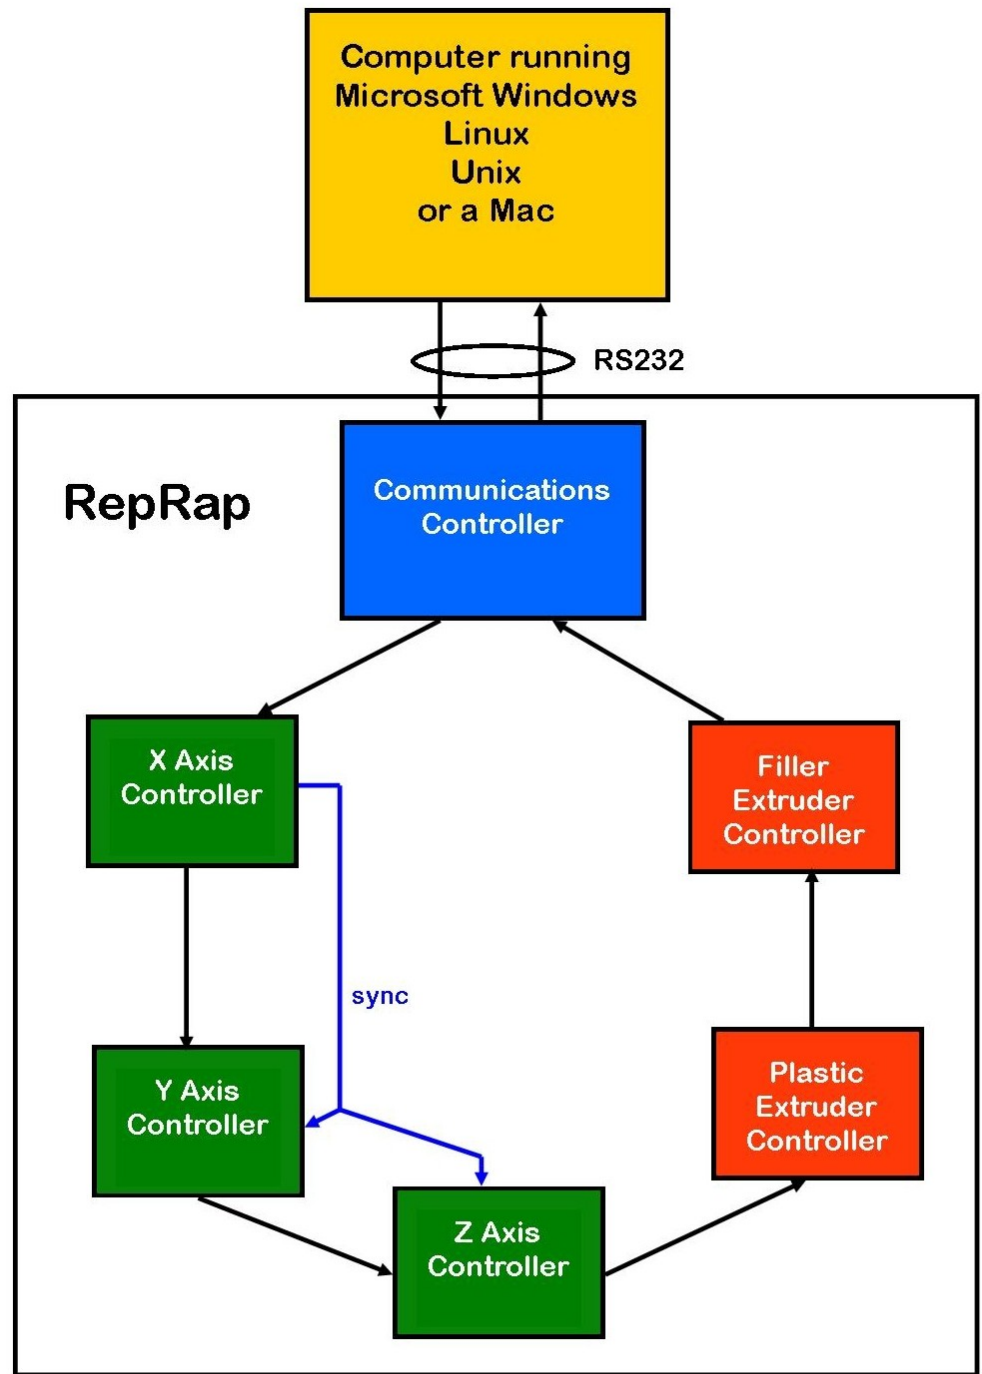 Computer running
Microsoft Windows
Linux
Unix
or a Mac
RS232
RepRap
Communications
Controller
X Axis
Controller
Filler
Extruder
Controller
sync
Y Axis
Controller
Plastic
Extruder
Controller
Z Axis
Controller